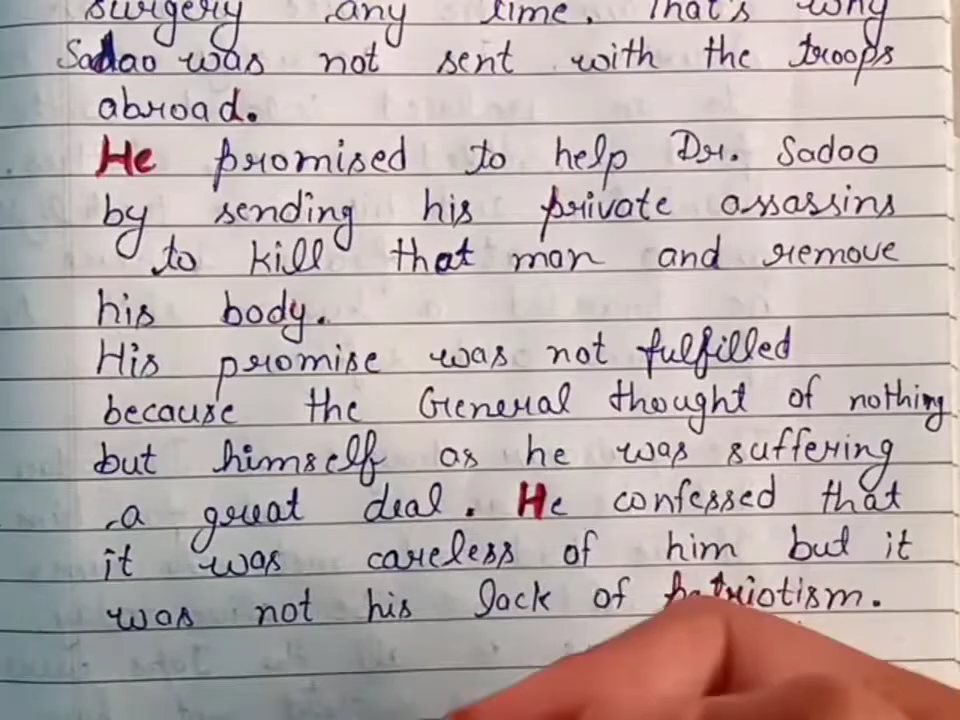 surgery any time. That's why
Sadao was not sent with the troops
abroad.
He promised to help Dr. Sadao
by sending his private assassins
to kill that man and remove
his body.
His promise was not fulfilled
because the General thought of nothing
but himself as he was suffering
a great deal. He confessed that
it was careless of him but it
was not his lack of patriotism.